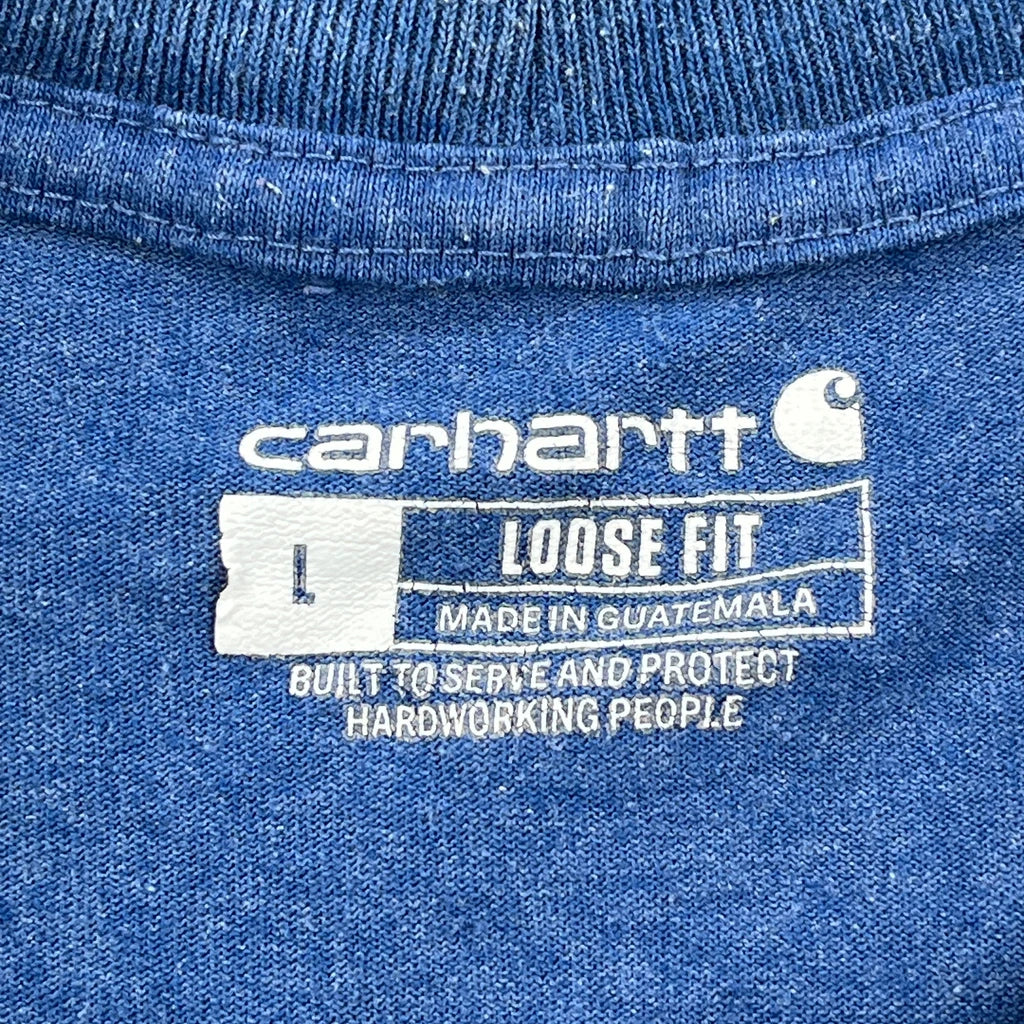 carhartt
L LOOSE FIT
MADE IN GUATEMALA
BUILT TO SERVE AND PROTECT
HARDWORKING PEOPLE